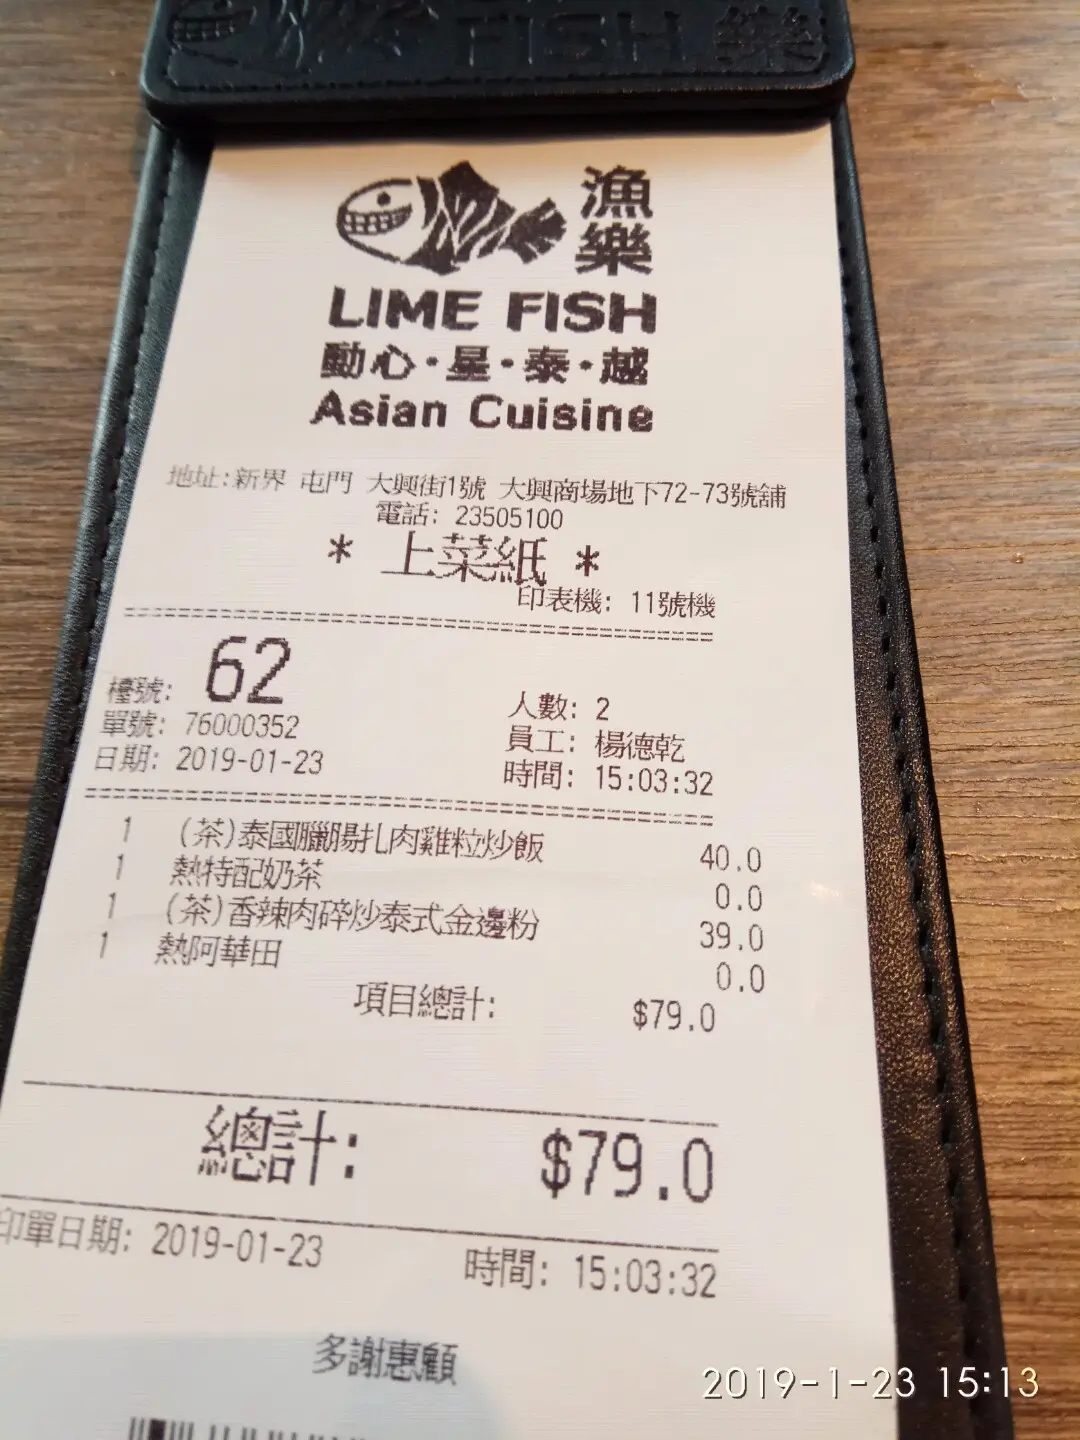 FISH 樂
漁樂
LIME FISH
動心·星·泰·越
Asian Cuisine
地址:新界 屯門 大興街1號 大興商場地下72-73號舖
電話: 23505100
* 上菜紙 *
印表機: 11號機
檯號: 62
人數: 2
單號: 76000352
員工: 楊德乾
日期: 2019-01-23
時間: 15:03:32
1 (茶)泰國臘腸扎肉雞粒炒飯 40.0
1 熱特配奶茶 0.0
1 (茶)香辣肉碎炒泰式金邊粉 39.0
1 熱阿華田 0.0
項目總計: $79.0
總計: $79.0
印單日期: 2019-01-23 時間: 15:03:32
多謝惠顧
2019-1-23 15:13